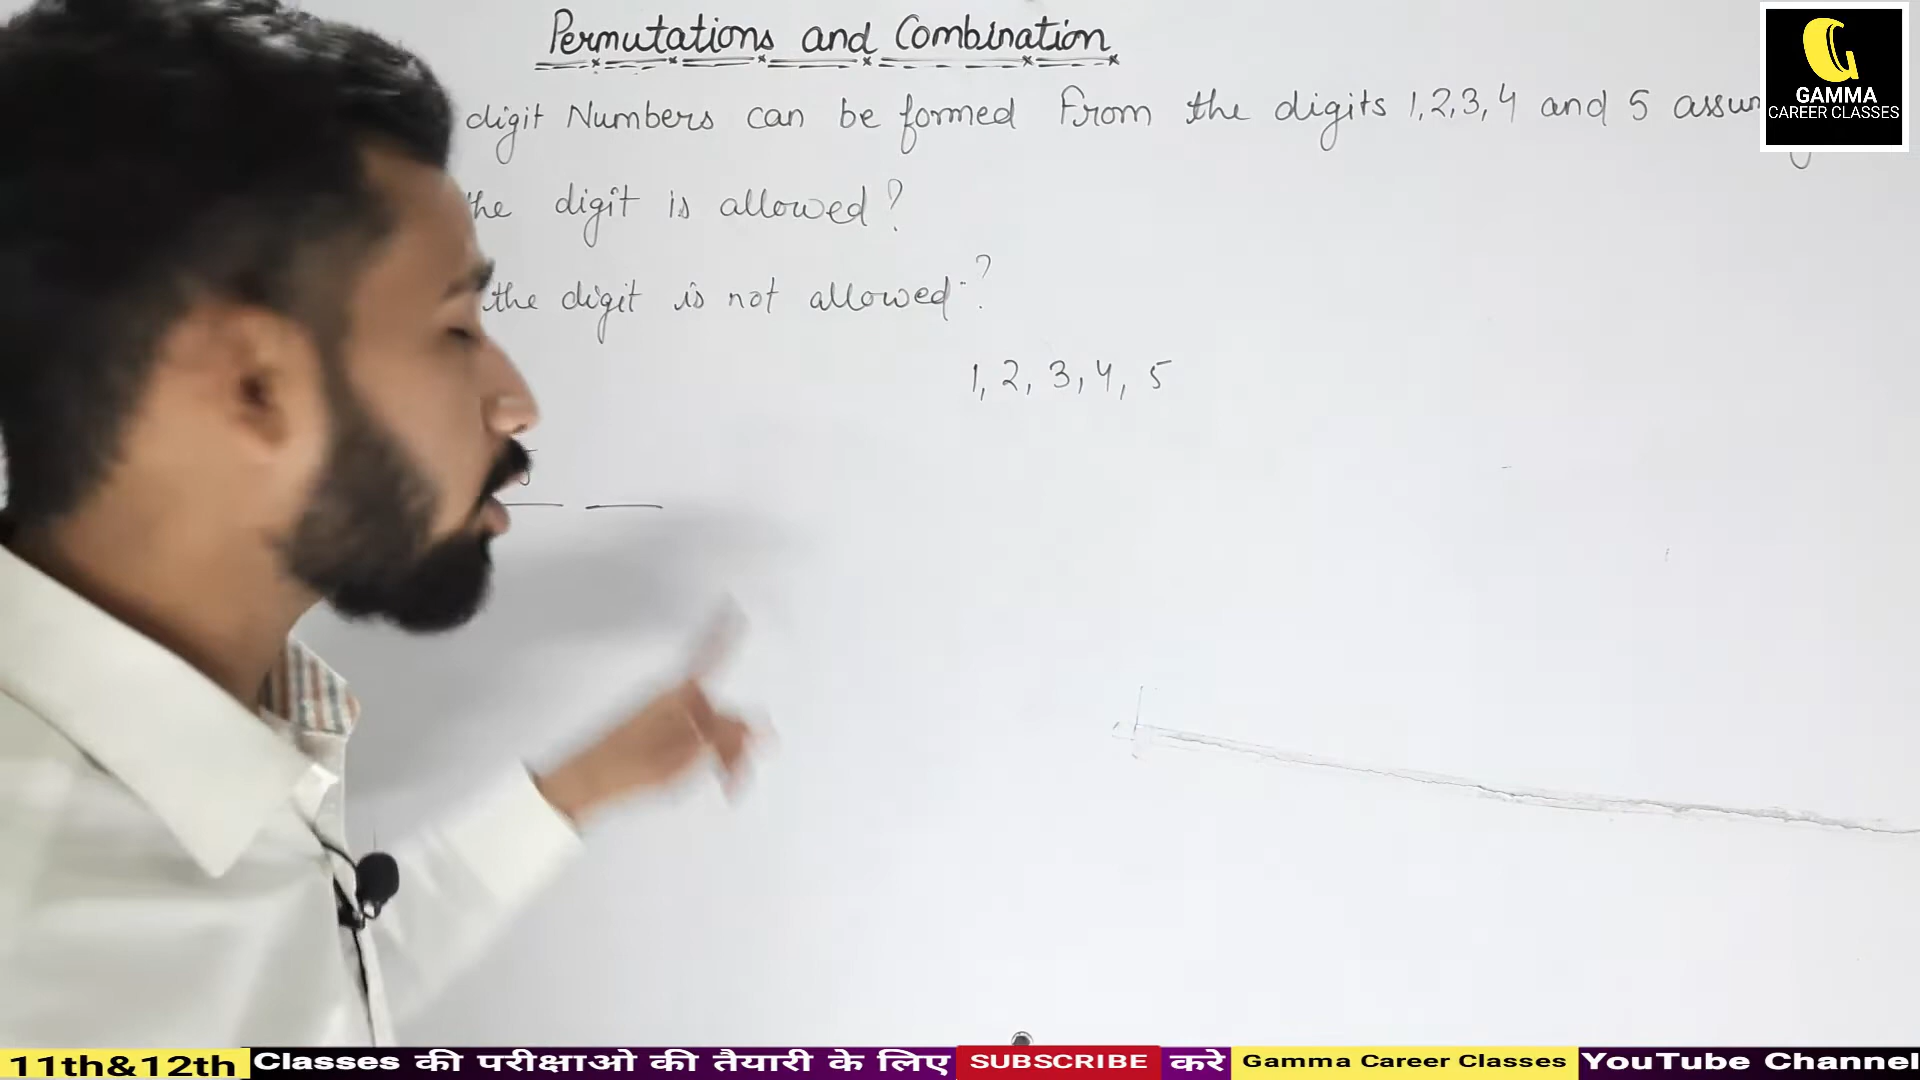 Permutations and Combination
digit Numbers can be formed From the digits 1,2,3,4 and 5
the digit is allowed?
the digit is not allowed?
1, 2, 3, 4, 5
GAMMA
CAREER CLASSES
11th&12th Classes की परीक्षाओ की तैयारी के लिए SUBSCRIBE करे Gamma Career Classes YouTube Channel